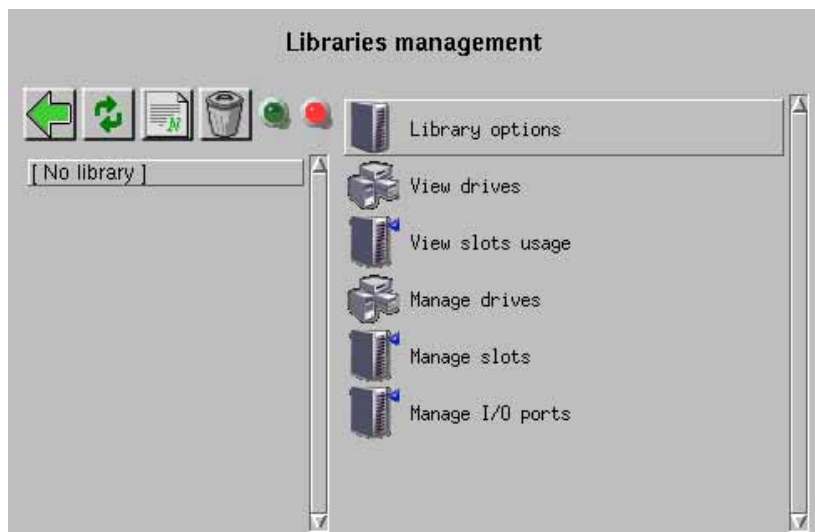 Libraries management
N
[ No library ]
Library options
View drives
View slots usage
Manage drives
Manage slots
Manage I/O ports